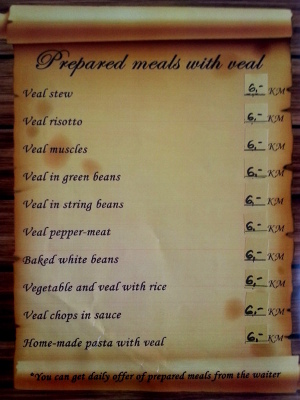 Prepared meals with veal
Veal stew 6,- KM
Veal risotto 6,- KM
Veal muscles 6,- KM
Veal in green beans 6,- KM
Veal in string beans 6,- KM
Veal pepper-meat 6,- KM
Baked white beans 6,- KM
Vegetable and veal with rice 6,- KM
Veal chops in sauce 6,- KM
Home-made pasta with veal 6,- KM
*You can get daily offer of prepared meals from the waiter